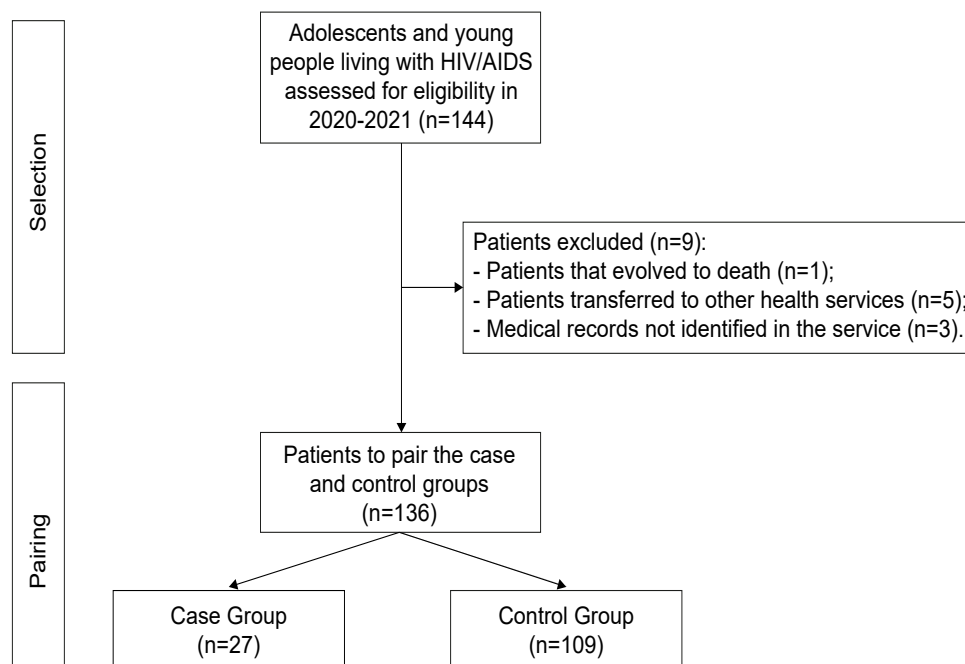 Selection
Adolescents and young
people living with HIV/AIDS
assessed for eligibility in
2020-2021 (n=144)
Patients excluded (n=9):
- Patients that evolved to death (n=1);
- Patients transferred to other health services (n=5);
- Medical records not identified in the service (n=3).
Pairing
Patients to pair the case
and control groups
(n=136)
Case Group
(n=27)
Control Group
(n=109)